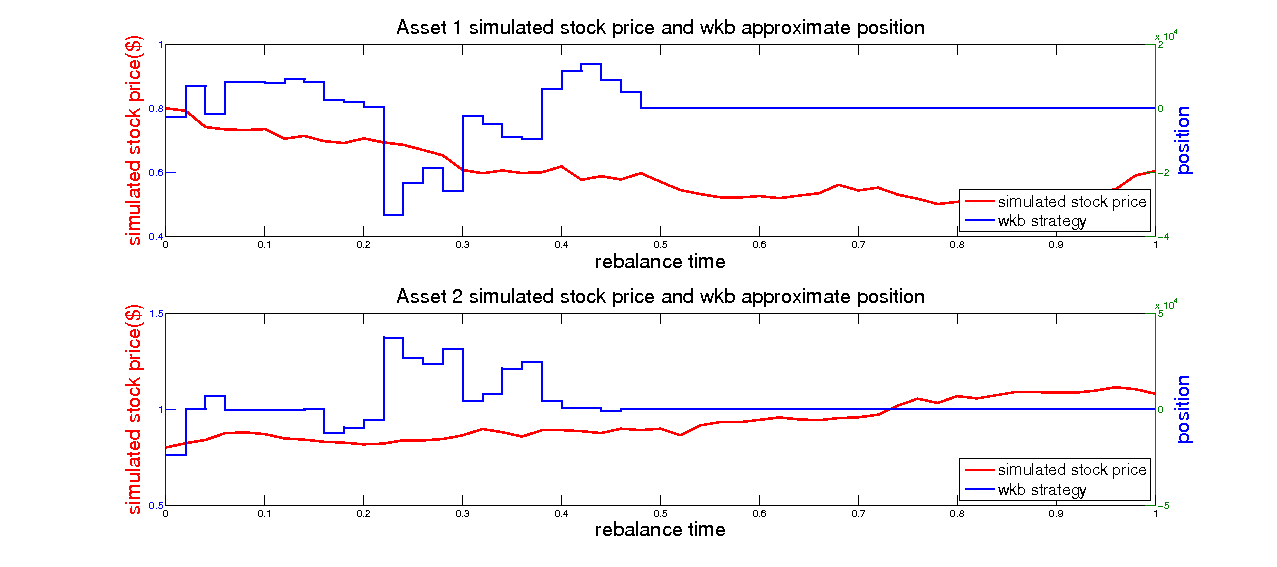 Asset 1 simulated stock price and wkb approximate position
x 10^4
1
0.8
0.6
0.4
simulated stock price($)
2
0
−2
−4
position
simulated stock price
wkb strategy
0 0.1 0.2 0.3 0.4 0.5 0.6 0.7 0.8 0.9 1
rebalance time
Asset 2 simulated stock price and wkb approximate position
x 10^4
1.5
1
0.5
simulated stock price($)
5
0
−5
position
simulated stock price
wkb strategy
0 0.1 0.2 0.3 0.4 0.5 0.6 0.7 0.8 0.9 1
rebalance time